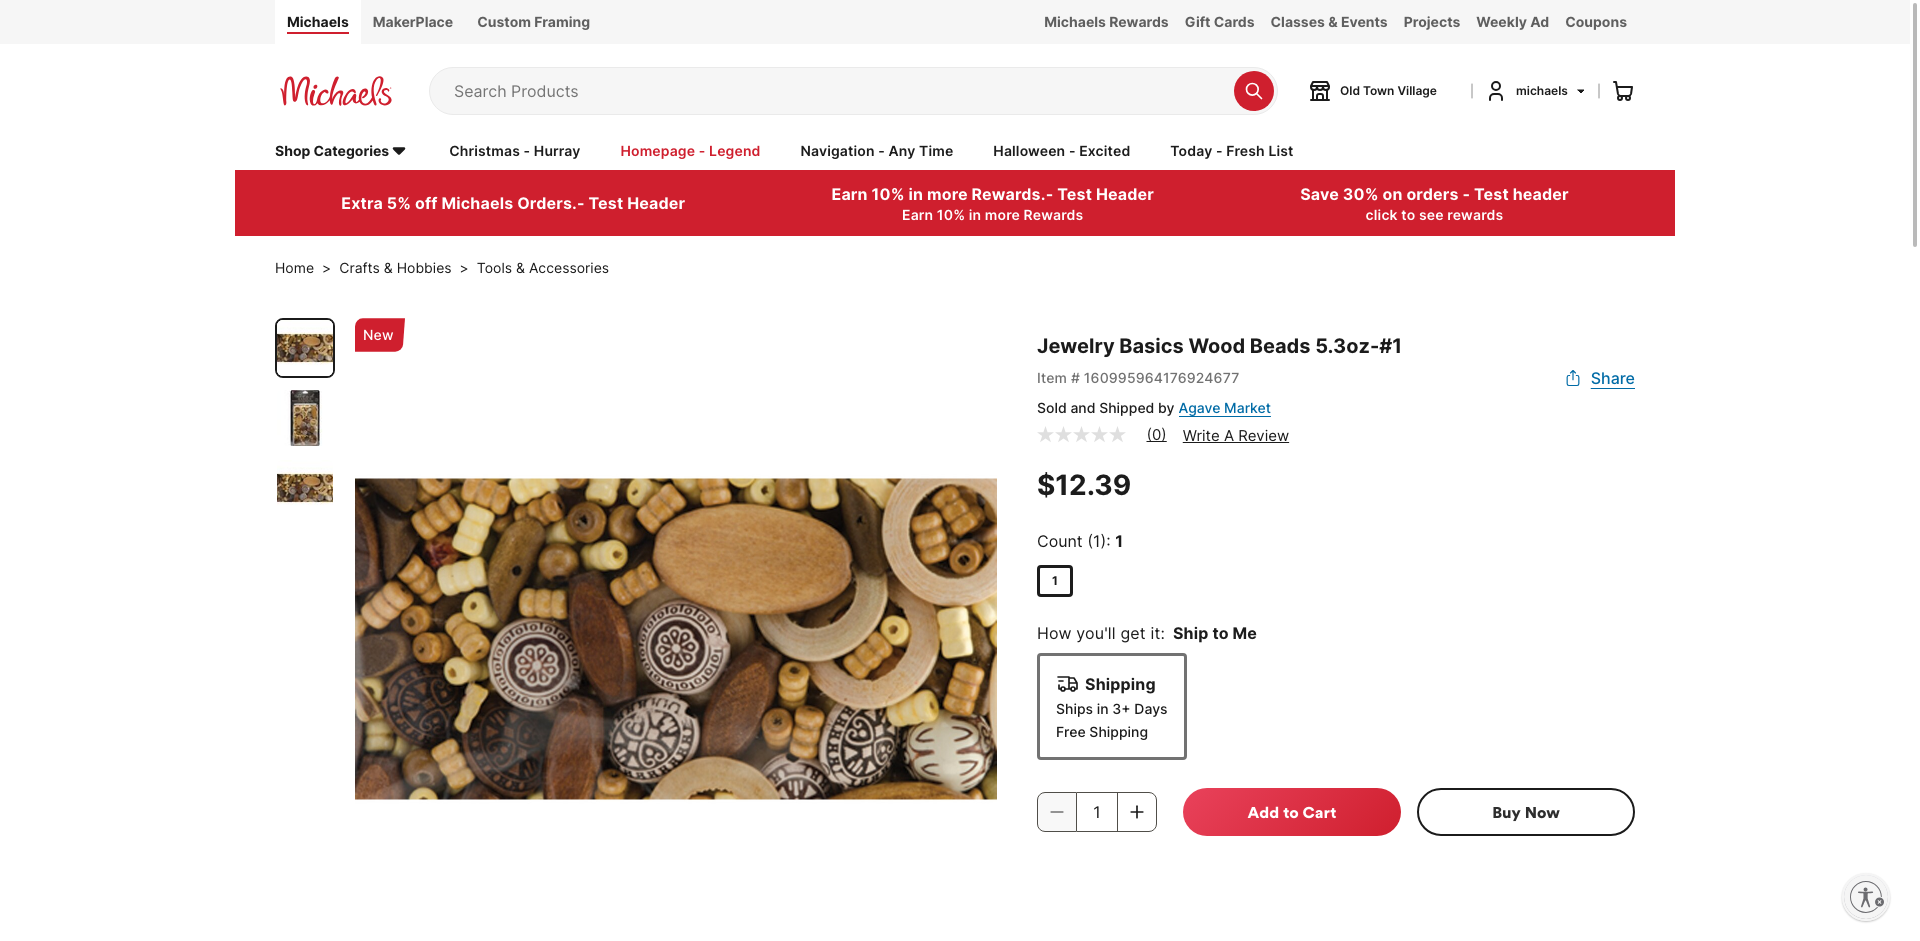 Michaels MakerPlace Custom Framing Michaels Rewards Gift Cards Classes & Events Projects Weekly Ad Coupons
Michaels Search Products Old Town Village michaels
Shop Categories Christmas - Hurray Homepage - Legend Navigation - Any Time Halloween - Excited Today - Fresh List
Extra 5% off Michaels Orders.- Test Header
Earn 10% in more Rewards.- Test Header
Earn 10% in more Rewards
Save 30% on orders - Test header
click to see rewards
Home > Crafts & Hobbies > Tools & Accessories
New
Jewelry Basics Wood Beads 5.3oz-#1
Item # 160995964176924677
Share
Sold and Shipped by Agave Market
(0) Write A Review
$12.39
Count (1): 1
1
How you'll get it: Ship to Me
Shipping
Ships in 3+ Days
Free Shipping
1 Add to Cart Buy Now